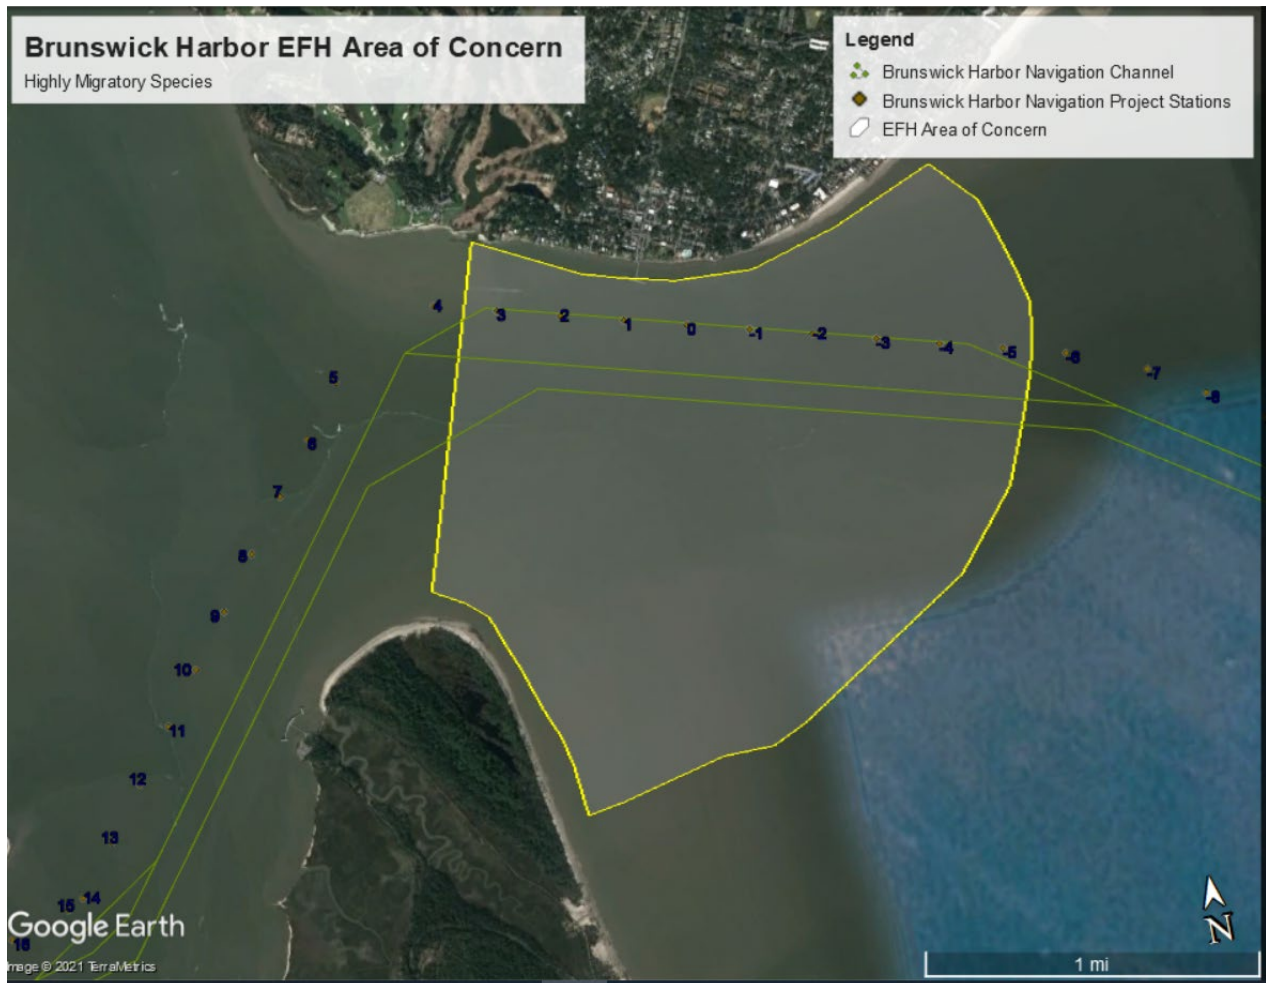 Brunswick Harbor EFH Area of Concern
Highly Migratory Species
Legend
Brunswick Harbor Navigation Channel
Brunswick Harbor Navigation Project Stations
EFH Area of Concern
4
3
2
1
0
-1
-2
-3
-4
-5
-6
-7
-8
5
6
7
8
9
10
11
12
13
14
15
16
Google Earth
mage © 2021 TerraMetrics
N
1 mi